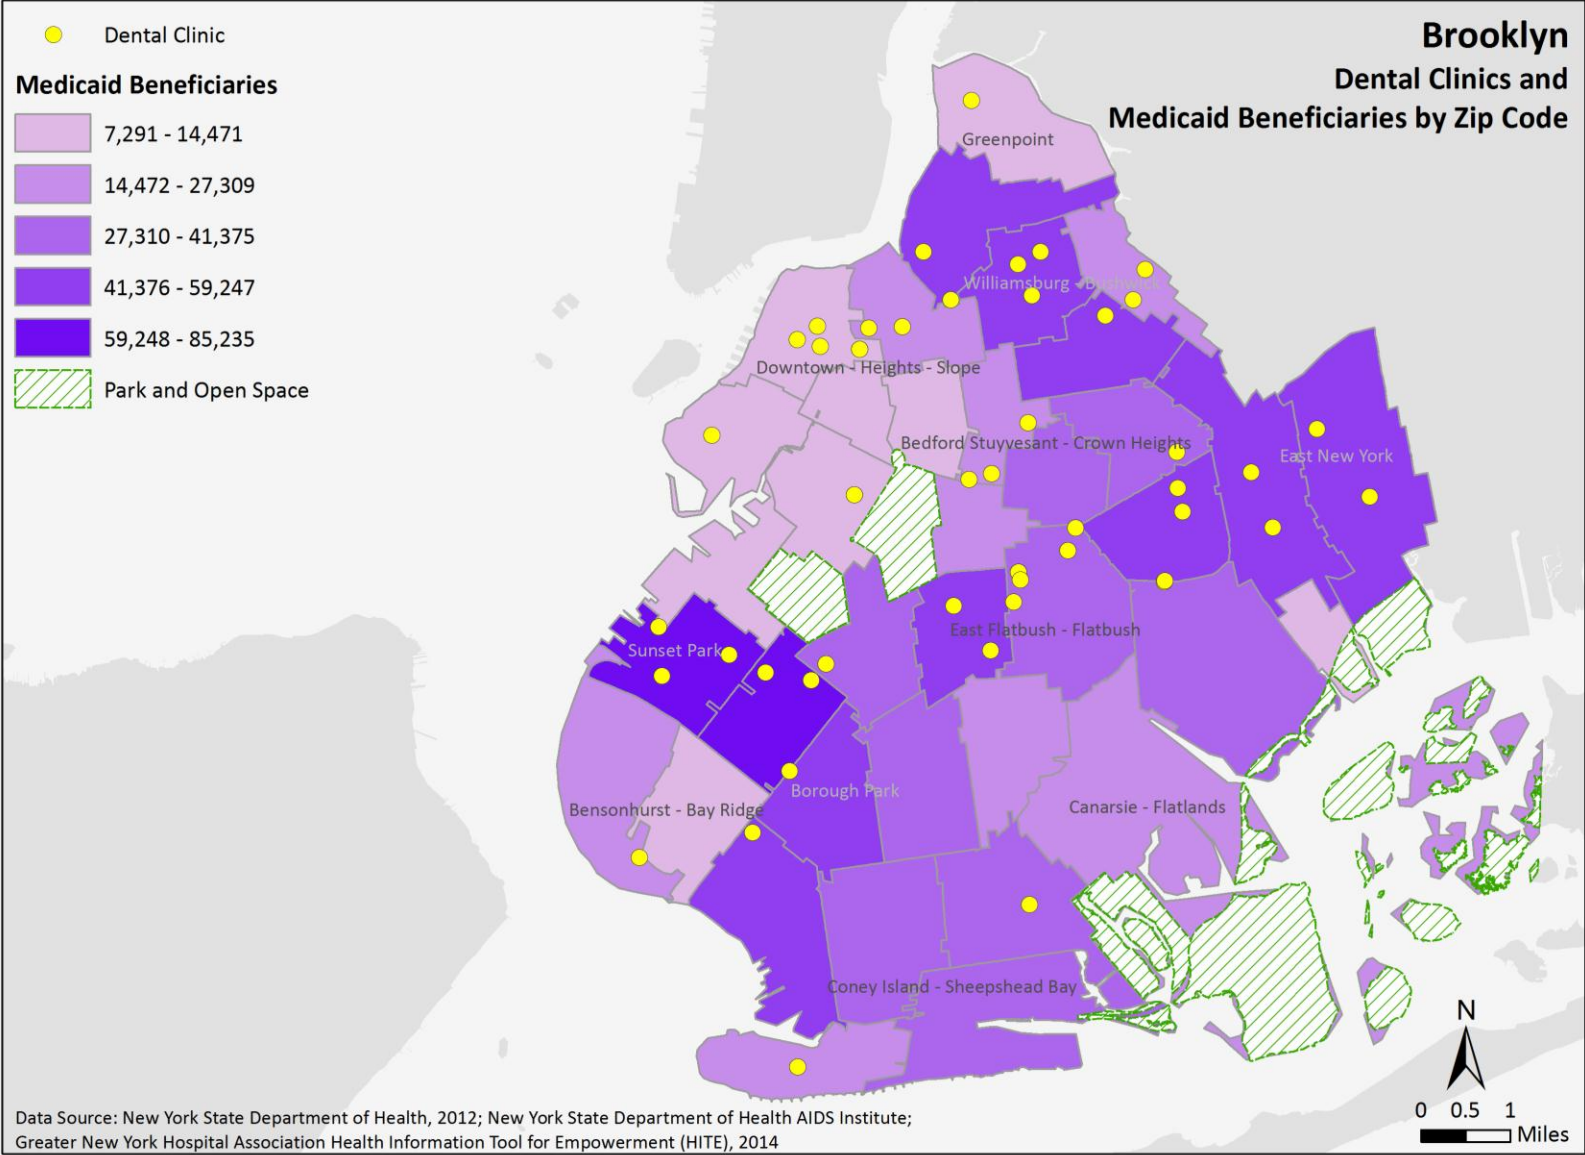 Dental Clinic
Medicaid Beneficiaries
7,291 - 14,471
14,472 - 27,309
27,310 - 41,375
41,376 - 59,247
59,248 - 85,235
Park and Open Space
Brooklyn
Dental Clinics and
Medicaid Beneficiaries by Zip Code
Greenpoint
Williamsburg - Bushwick
Downtown - Heights - Slope
Bedford Stuyvesant - Crown Heights
East New York
East Flatbush - Flatbush
Sunset Park
Borough Park
Bensonhurst - Bay Ridge
Canarsie - Flatlands
Coney Island - Sheepshead Bay
N
0 0.5 1
Miles
Data Source: New York State Department of Health, 2012; New York State Department of Health AIDS Institute;
Greater New York Hospital Association Health Information Tool for Empowerment (HITE), 2014